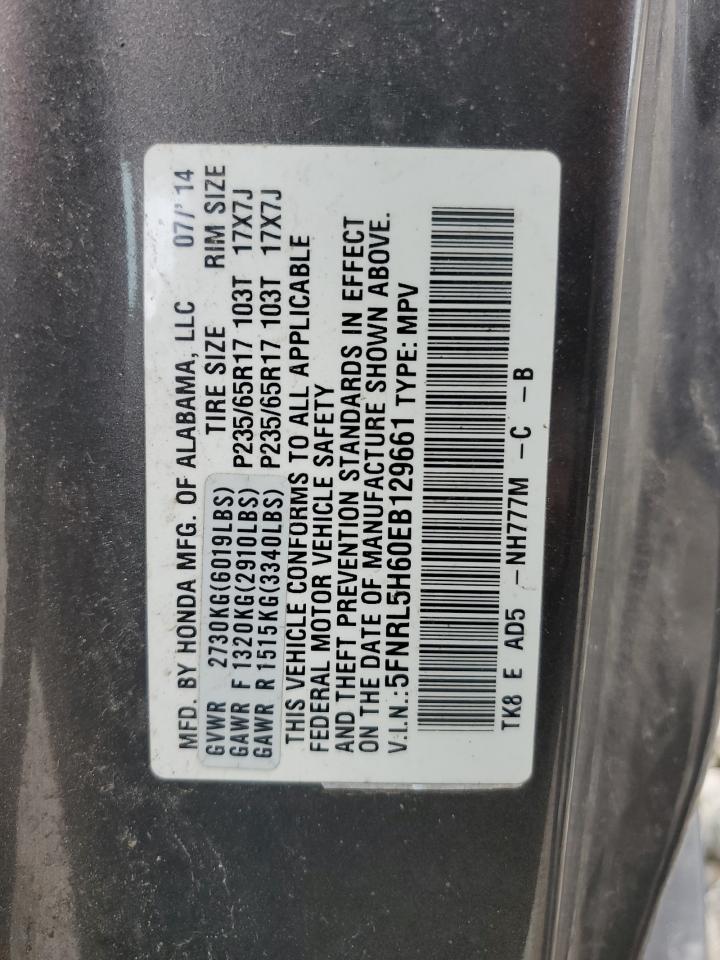 MFD. BY HONDA MFG. OF ALABAMA, LLC 07/'14
GVWR 2730KG(6019LBS) TIRE SIZE RIM SIZE
GAWR F 1320KG(2910LBS) P235/65R17 103T 17X7J
GAWR R 1515KG(3340LBS) P235/65R17 103T 17X7J
THIS VEHICLE CONFORMS TO ALL APPLICABLE
FEDERAL MOTOR VEHICLE SAFETY
AND THEFT PREVENTION STANDARDS IN EFFECT
ON THE DATE OF MANUFACTURE SHOWN ABOVE.
V.I.N.:5FNRL5H60EB129661 TYPE: MPV
TK8 E AD5 -NH777M -C -B